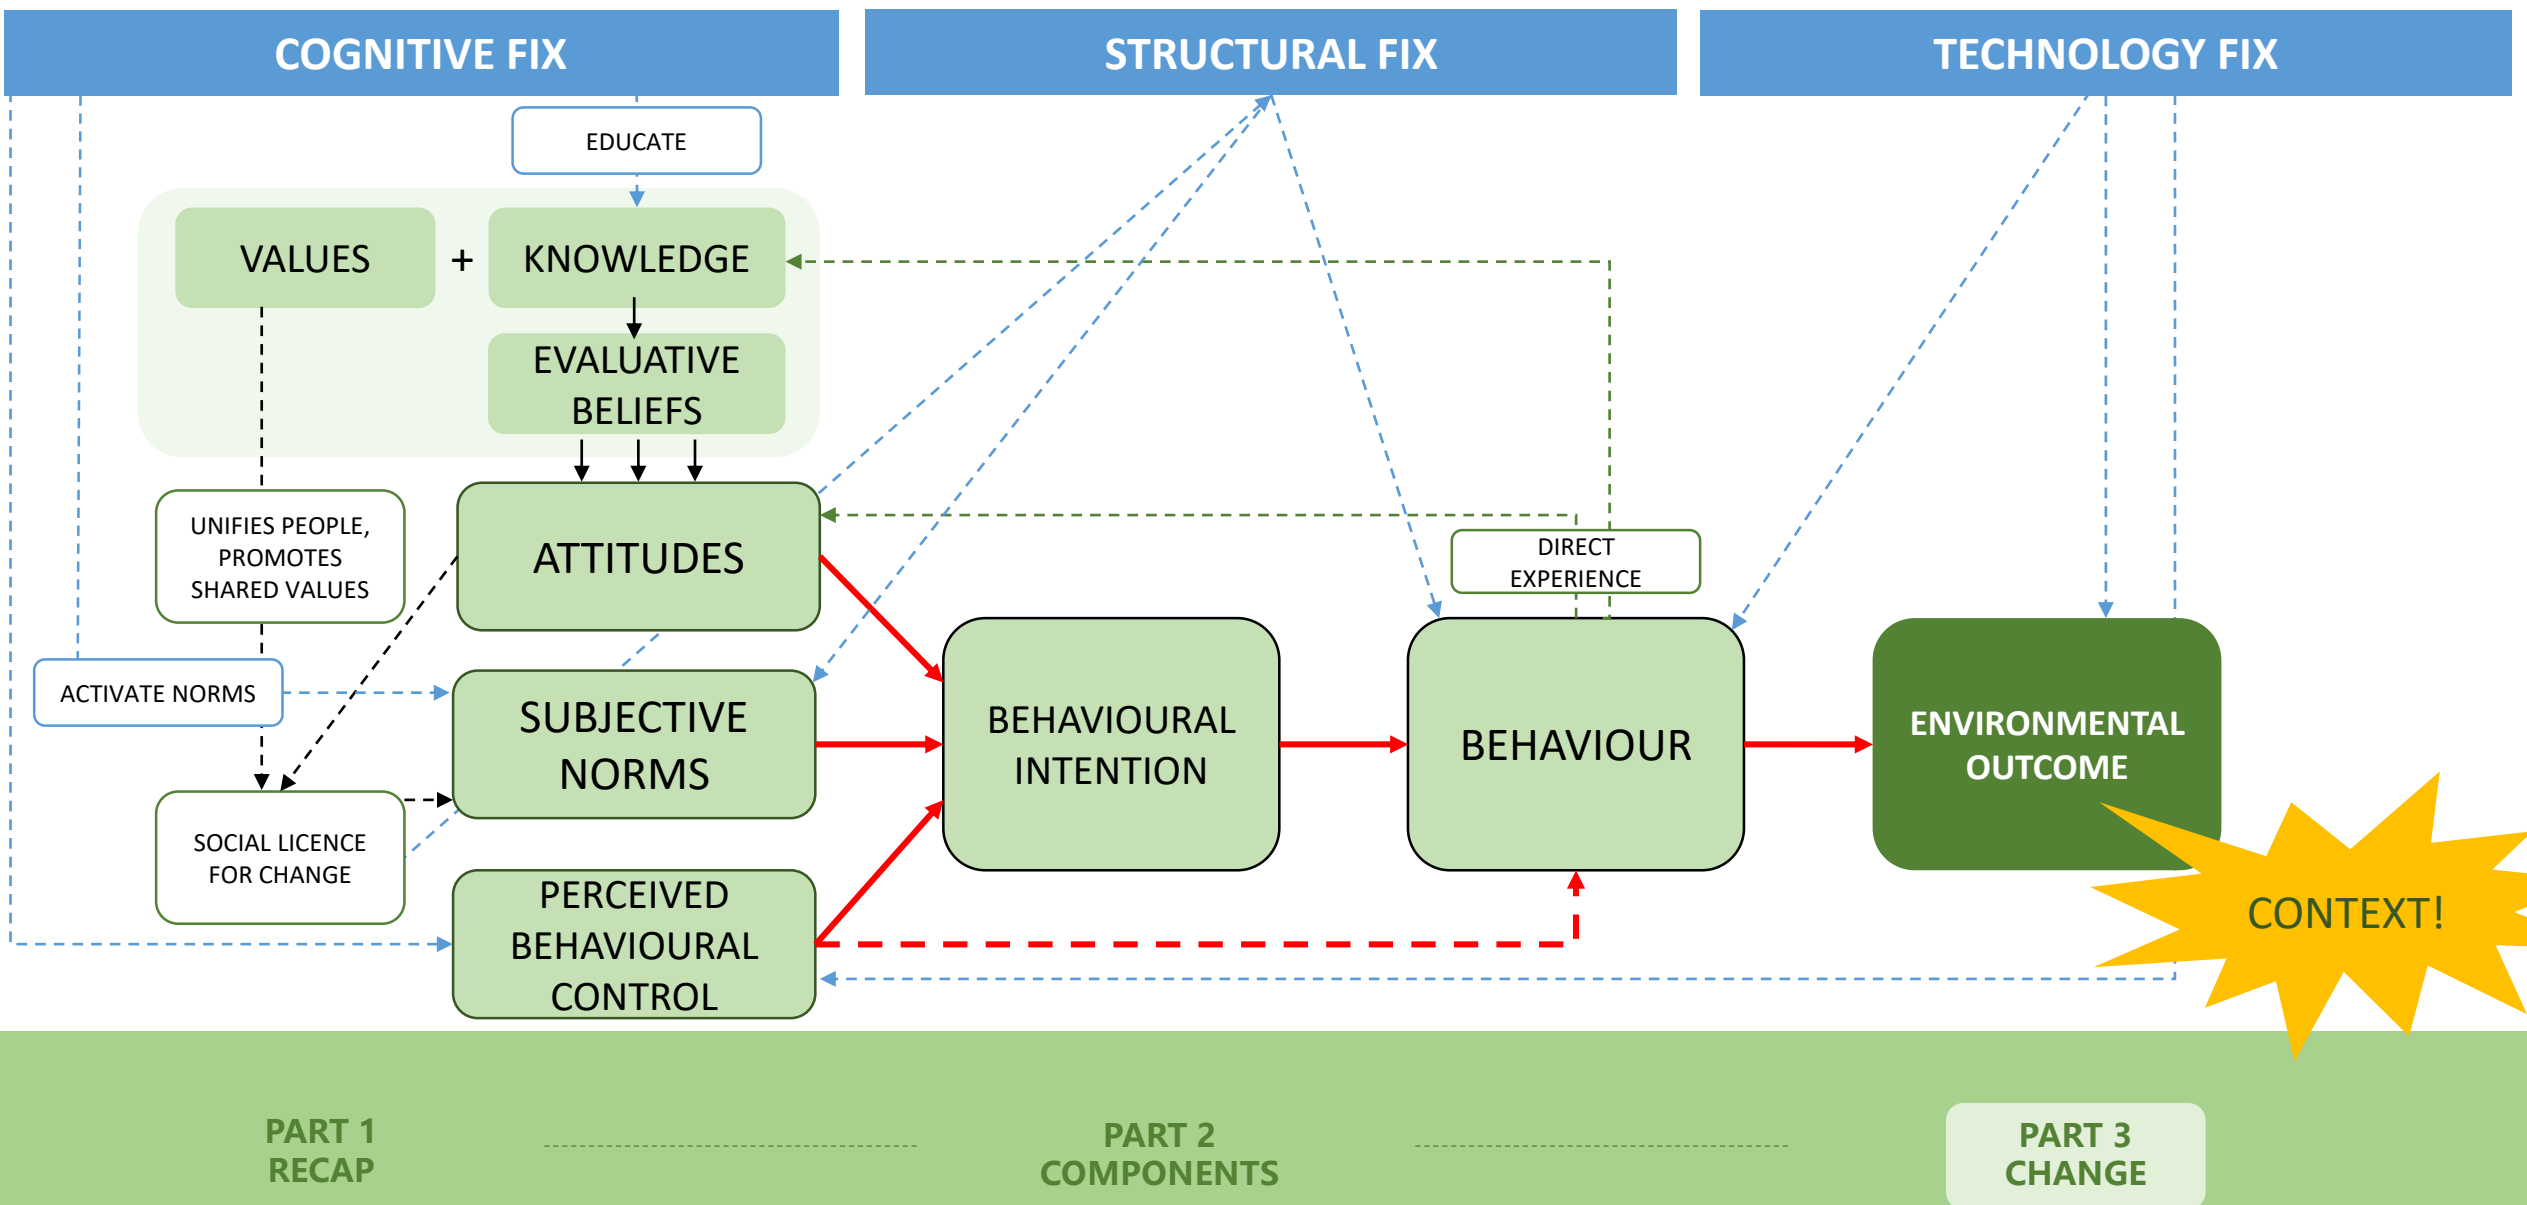 COGNITIVE FIX
STRUCTURAL FIX
TECHNOLOGY FIX
EDUCATE
VALUES
+
KNOWLEDGE
EVALUATIVE
BELIEFS
UNIFIES PEOPLE,
PROMOTES
SHARED VALUES
ATTITUDES
DIRECT
EXPERIENCE
ACTIVATE NORMS
SUBJECTIVE
NORMS
BEHAVIOURAL
INTENTION
BEHAVIOUR
ENVIRONMENTAL
OUTCOME
SOCIAL LICENCE
FOR CHANGE
PERCEIVED
BEHAVIOURAL
CONTROL
CONTEXT!
PART 1
RECAP
PART 2
COMPONENTS
PART 3
CHANGE